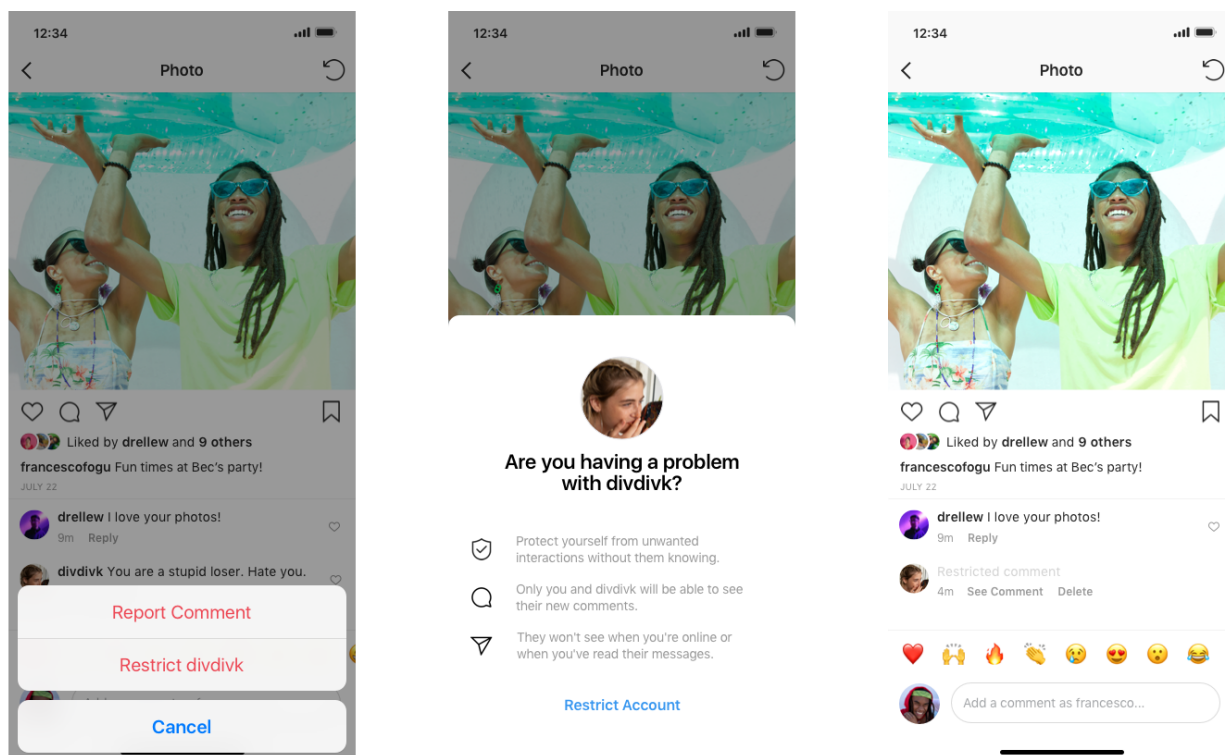 12:34
Photo
Liked by drellew and 9 others
francescofogu Fun times at Bec's party!
JULY 22
drellew I love your photos!
9m Reply
divdivk You are a stupid loser. Hate you.
Report Comment
Restrict divdivk
Cancel
12:34
Photo
Are you having a problem
with divdivk?
Protect yourself from unwanted
interactions without them knowing.
Only you and divdivk will be able to see
their new comments.
They won't see when you're online or
when you've read their messages.
Restrict Account
12:34
Photo
Liked by drellew and 9 others
francescofogu Fun times at Bec's party!
JULY 22
drellew I love your photos!
9m Reply
Restricted comment
4m See Comment Delete
Add a comment as francesco...